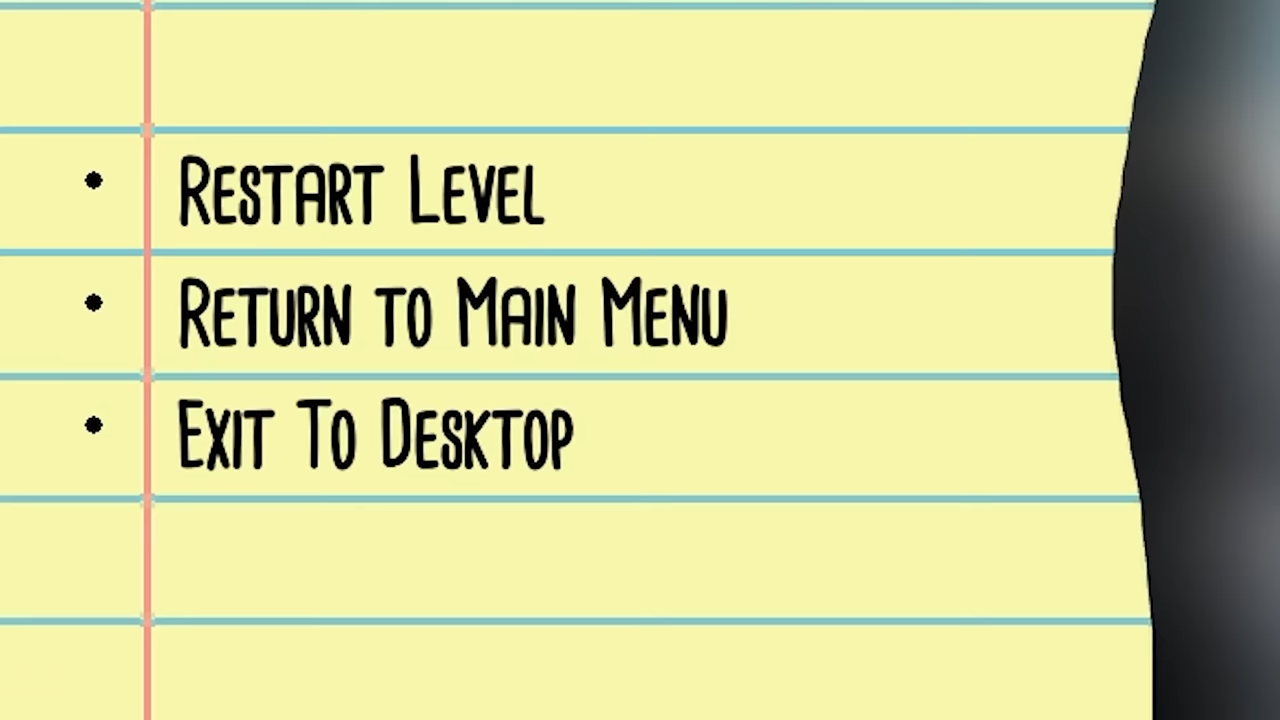 • Restart Level
• Return to Main Menu
• Exit To Desktop